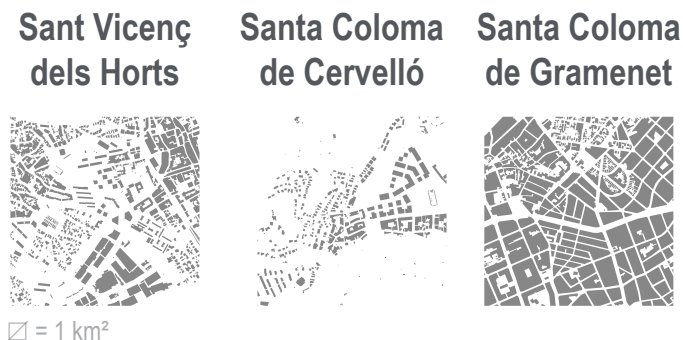 Sant Vicenç
dels Horts
Santa Coloma
de Cervelló
Santa Coloma
de Gramenet
= 1 km²